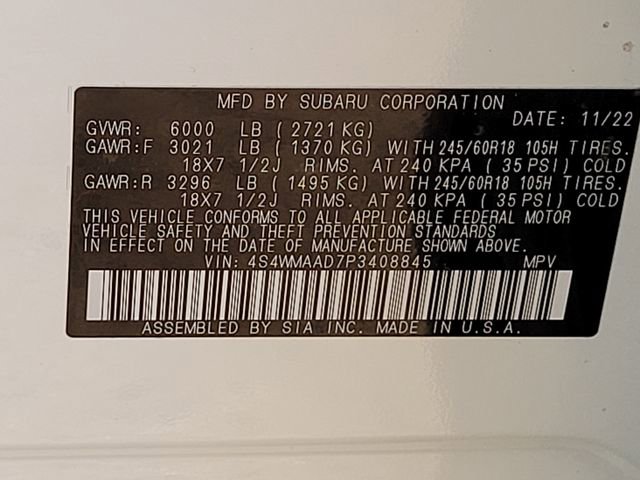 MFD BY SUBARU CORPORATION
DATE: 11/22
GVWR: 6000 LB ( 2721 KG)
GAWR:F 3021 LB ( 1370 KG) WITH 245/60R18 105H TIRES.
18X7 1/2J RIMS. AT 240 KPA ( 35 PSI) COLD
GAWR:R 3296 LB ( 1495 KG) WITH 245/60R18 105H TIRES.
18X7 1/2J RIMS. AT 240 KPA ( 35 PSI) COLD
THIS VEHICLE CONFORMS TO ALL APPLICABLE FEDERAL MOTOR
VEHICLE SAFETY AND THEFT PREVENTION STANDARDS
IN EFFECT ON THE DATE OF MANUFACTURE SHOWN ABOVE.
VIN: 4S4WMAAD7P3408845 MPV
ASSEMBLED BY SIA INC. MADE IN U.S.A.